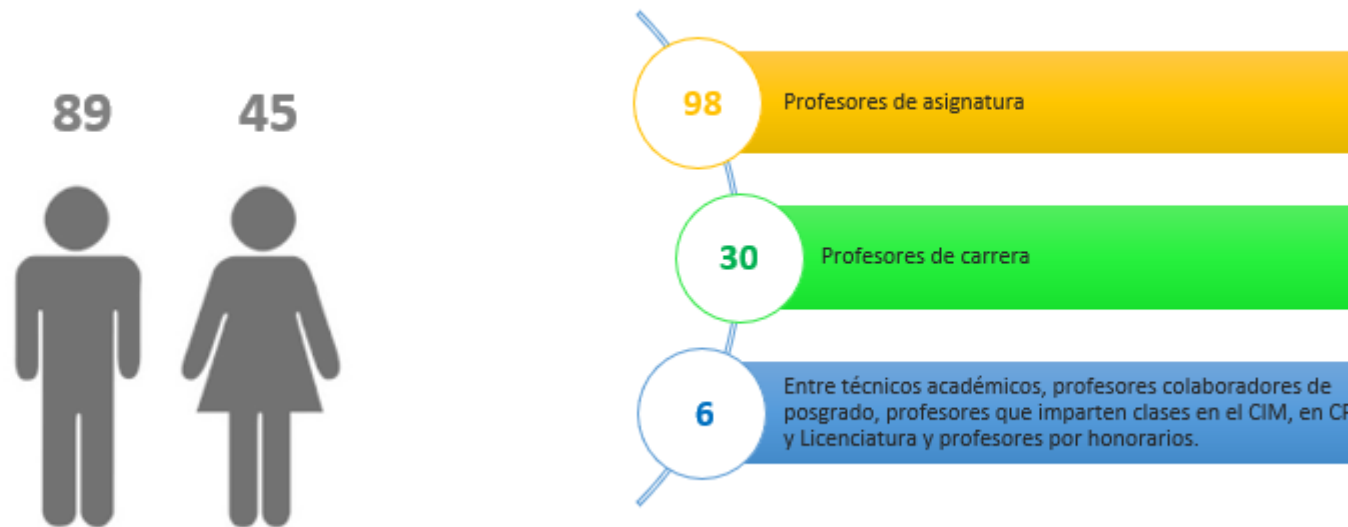 89
45
98
Profesores de asignatura
30
Profesores de carrera
6
Entre técnicos académicos, profesores colaboradores de
posgrado, profesores que imparten clases en el CIM, en
y Licenciatura y profesores por honorarios.